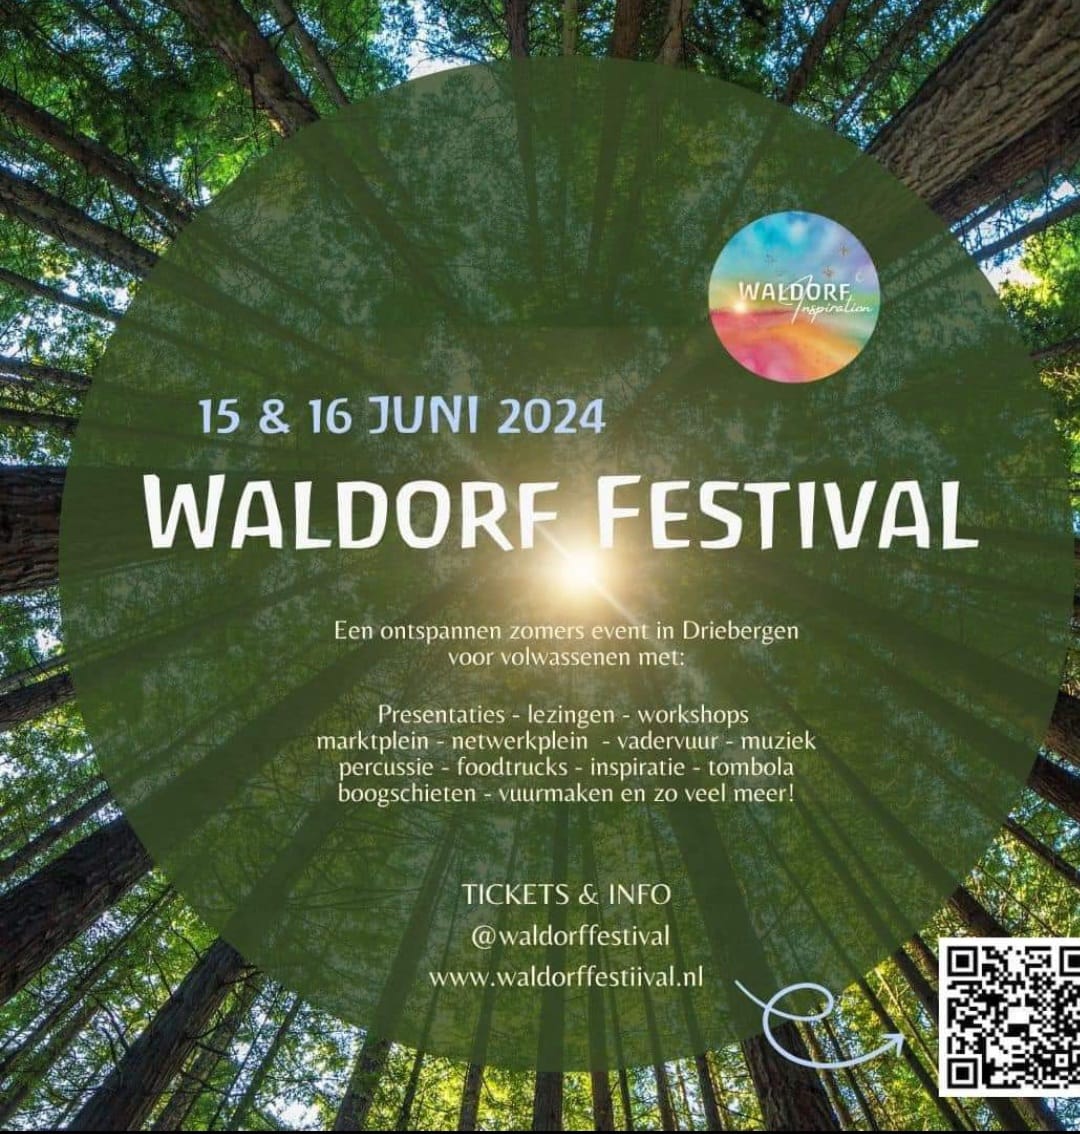 WALDORF
Inspiration
15 & 16 JUNI 2024
WALDORF FESTIVAL
Een ontspannen zomers event in Driebergen
voor volwassenen met:
Presentaties - lezingen - workshops
marktplein - netwerkplein - vadervuur - muziek
percussie - foodtrucks - inspiratie - tombola
boogschieten - vuurmaken en zo veel meer!
TICKETS & INFO
@waldorffestival
www.waldorffestiival.nl